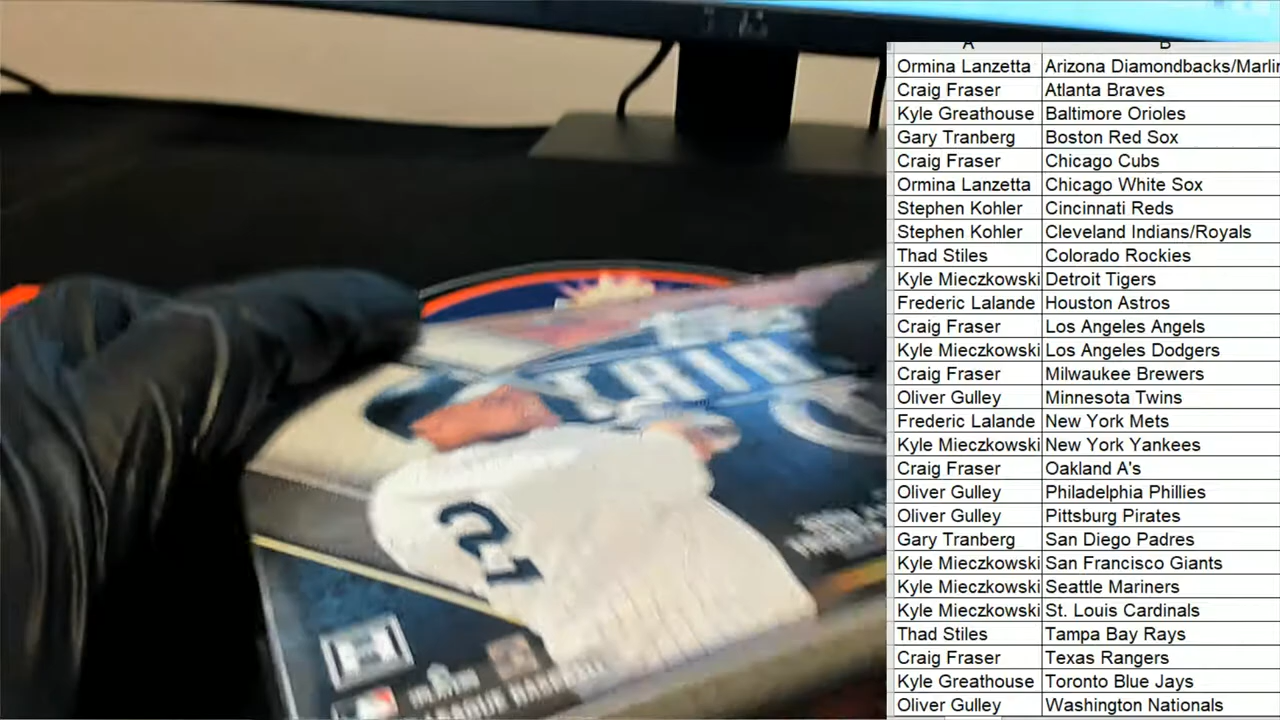 A B
Ormina Lanzetta Arizona Diamondbacks/Marlin
Craig Fraser Atlanta Braves
Kyle Greathouse Baltimore Orioles
Gary Tranberg Boston Red Sox
Craig Fraser Chicago Cubs
Ormina Lanzetta Chicago White Sox
Stephen Kohler Cincinnati Reds
Stephen Kohler Cleveland Indians/Royals
Thad Stiles Colorado Rockies
Kyle Mieczkowski Detroit Tigers
Frederic Lalande Houston Astros
Craig Fraser Los Angeles Angels
Kyle Mieczkowski Los Angeles Dodgers
Craig Fraser Milwaukee Brewers
Oliver Gulley Minnesota Twins
Frederic Lalande New York Mets
Kyle Mieczkowski New York Yankees
Craig Fraser Oakland A's
Oliver Gulley Philadelphia Phillies
Oliver Gulley Pittsburg Pirates
Gary Tranberg San Diego Padres
Kyle Mieczkowski San Francisco Giants
Kyle Mieczkowski Seattle Mariners
Kyle Mieczkowski St. Louis Cardinals
Thad Stiles Tampa Bay Rays
Craig Fraser Texas Rangers
Kyle Greathouse Toronto Blue Jays
Oliver Gulley Washington Nationals
21